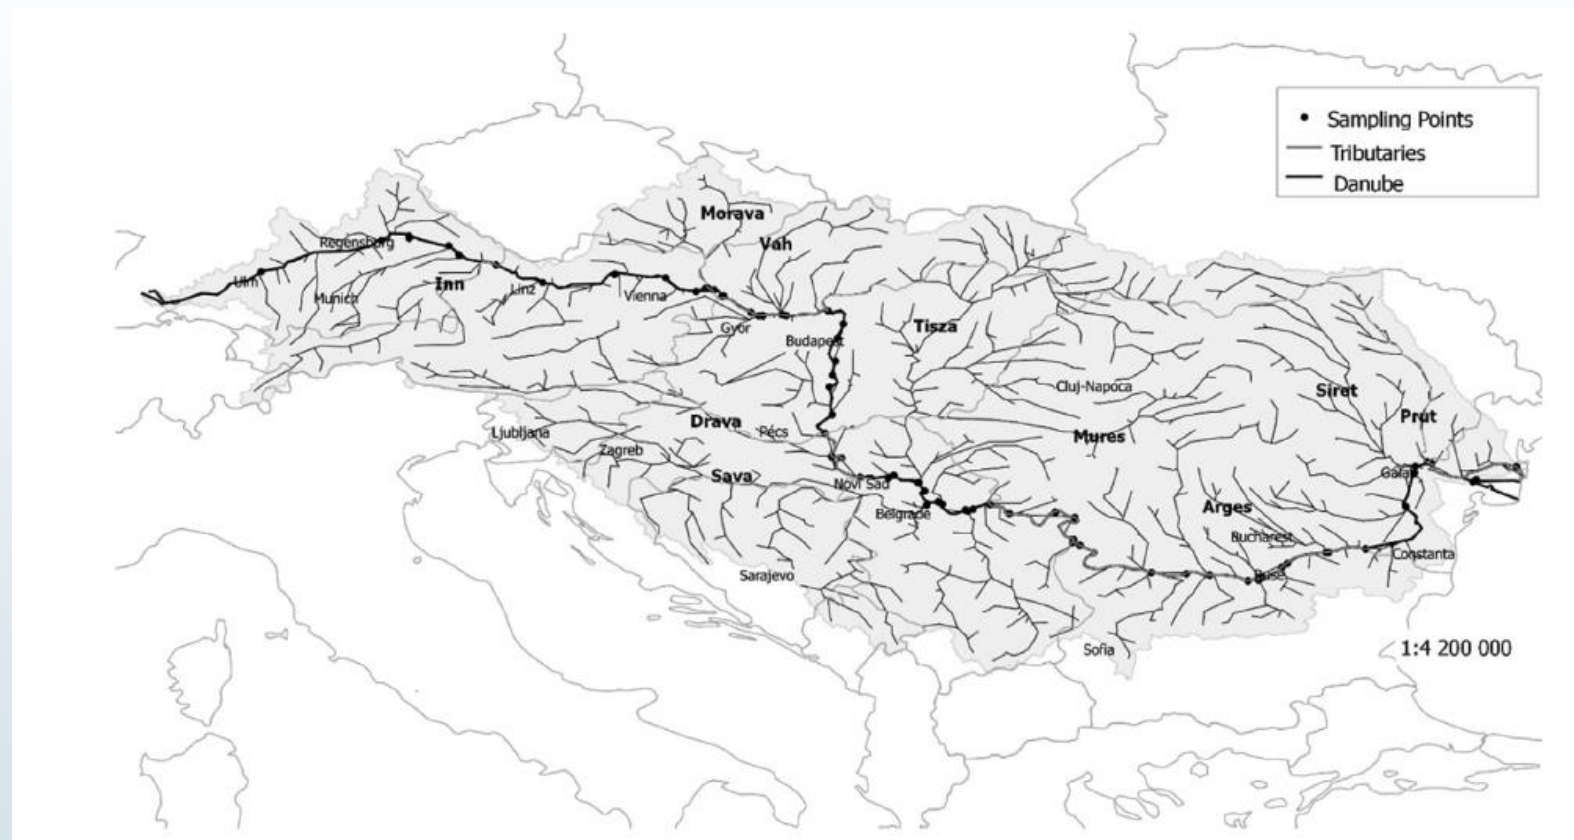 Sampling Points
Tributaries
Danube
Morava
Vah
Regensburg
Ulm
Munich
Inn
Linz
Vienna
Gyor
Budapest
Tisza
Cluj-Napoca
Siret
Prut
Drava
Pécs
Mures
Ljubljana
Zagreb
Sava
Novi Sad
Galati
Belgrade
Arges
Bucharest
Constanta
Sarajevo
Ruse
Sofia
1:4 200 000